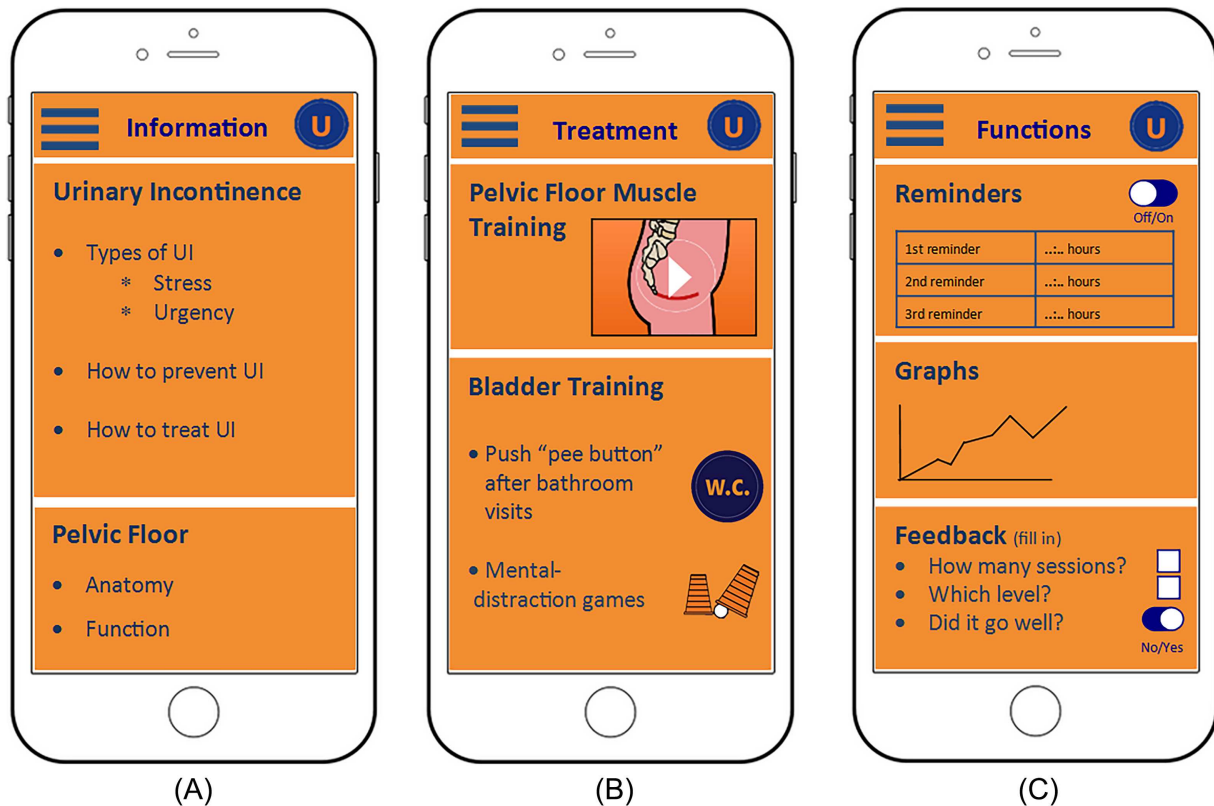 Information
U
Urinary Incontinence
• Types of UI
* Stress
* Urgency
• How to prevent UI
• How to treat UI
Pelvic Floor
• Anatomy
• Function
(A)
Treatment
U
Pelvic Floor Muscle
Training
Bladder Training
• Push “pee button”
after bathroom
visits
W.C.
• Mental-
distraction games
(B)
Functions
U
Reminders
Off/On
1st reminder ..:.. hours
2nd reminder ..:.. hours
3rd reminder ..:.. hours
Graphs
Feedback (fill in)
• How many sessions?
• Which level?
• Did it go well?
No/Yes
(C)